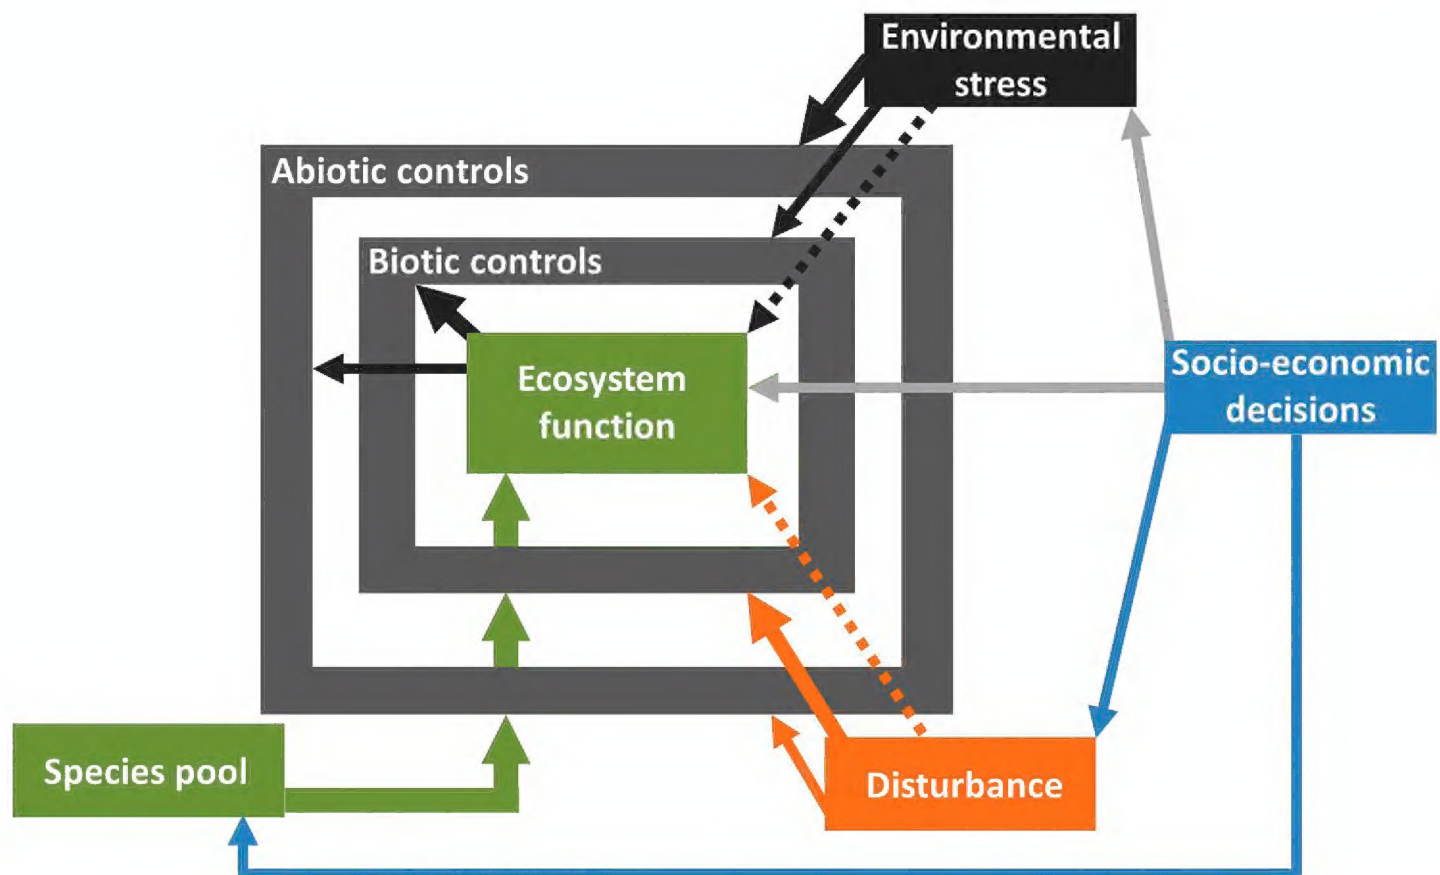 Environmental
stress
Abiotic controls
Biotic controls
Ecosystem
function
Socio-economic
decisions
Species pool
Disturbance